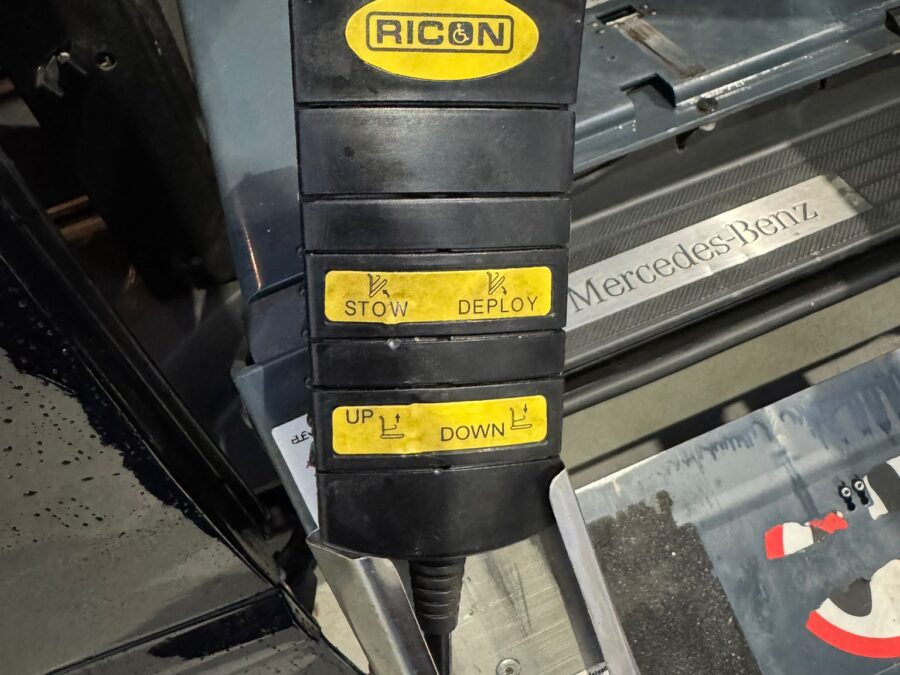 RICON
STOW DEPLOY
UP DOWN
Mercedes-Benz